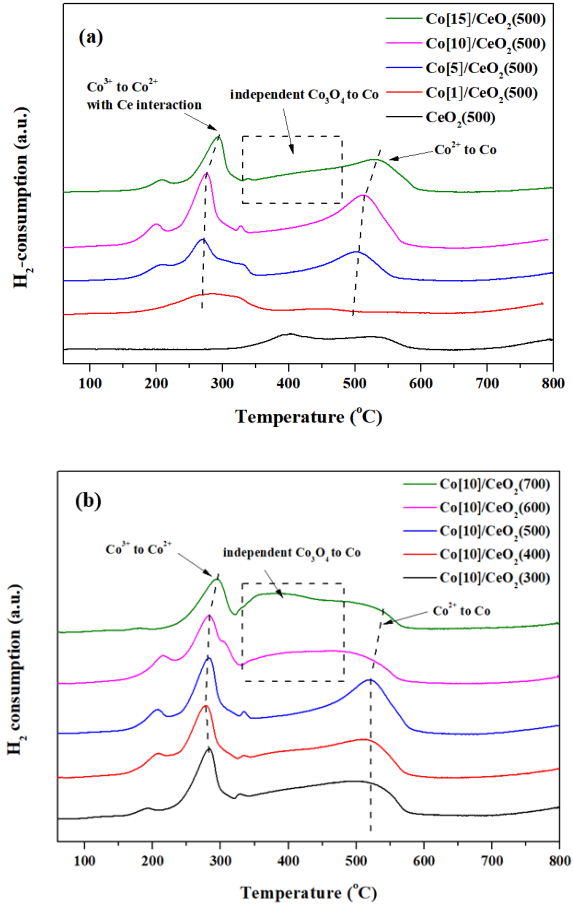 (a)
Co[15]/CeO₂(500)
Co[10]/CeO₂(500)
Co[5]/CeO₂(500)
Co[1]/CeO₂(500)
CeO₂(500)
Co³⁺ to Co²⁺
with Ce interaction
independent Co₃O₄ to Co
Co²⁺ to Co
H₂-consumption (a.u.)
100 200 300 400 500 600 700 800
Temperature (°C)
(b)
Co[10]/CeO₂(700)
Co[10]/CeO₂(600)
Co[10]/CeO₂(500)
Co[10]/CeO₂(400)
Co[10]/CeO₂(300)
Co³⁺ to Co²⁺
independent Co₃O₄ to Co
Co²⁺ to Co
H₂ consumption (a.u.)
100 200 300 400 500 600 700 800
Temperature (°C)